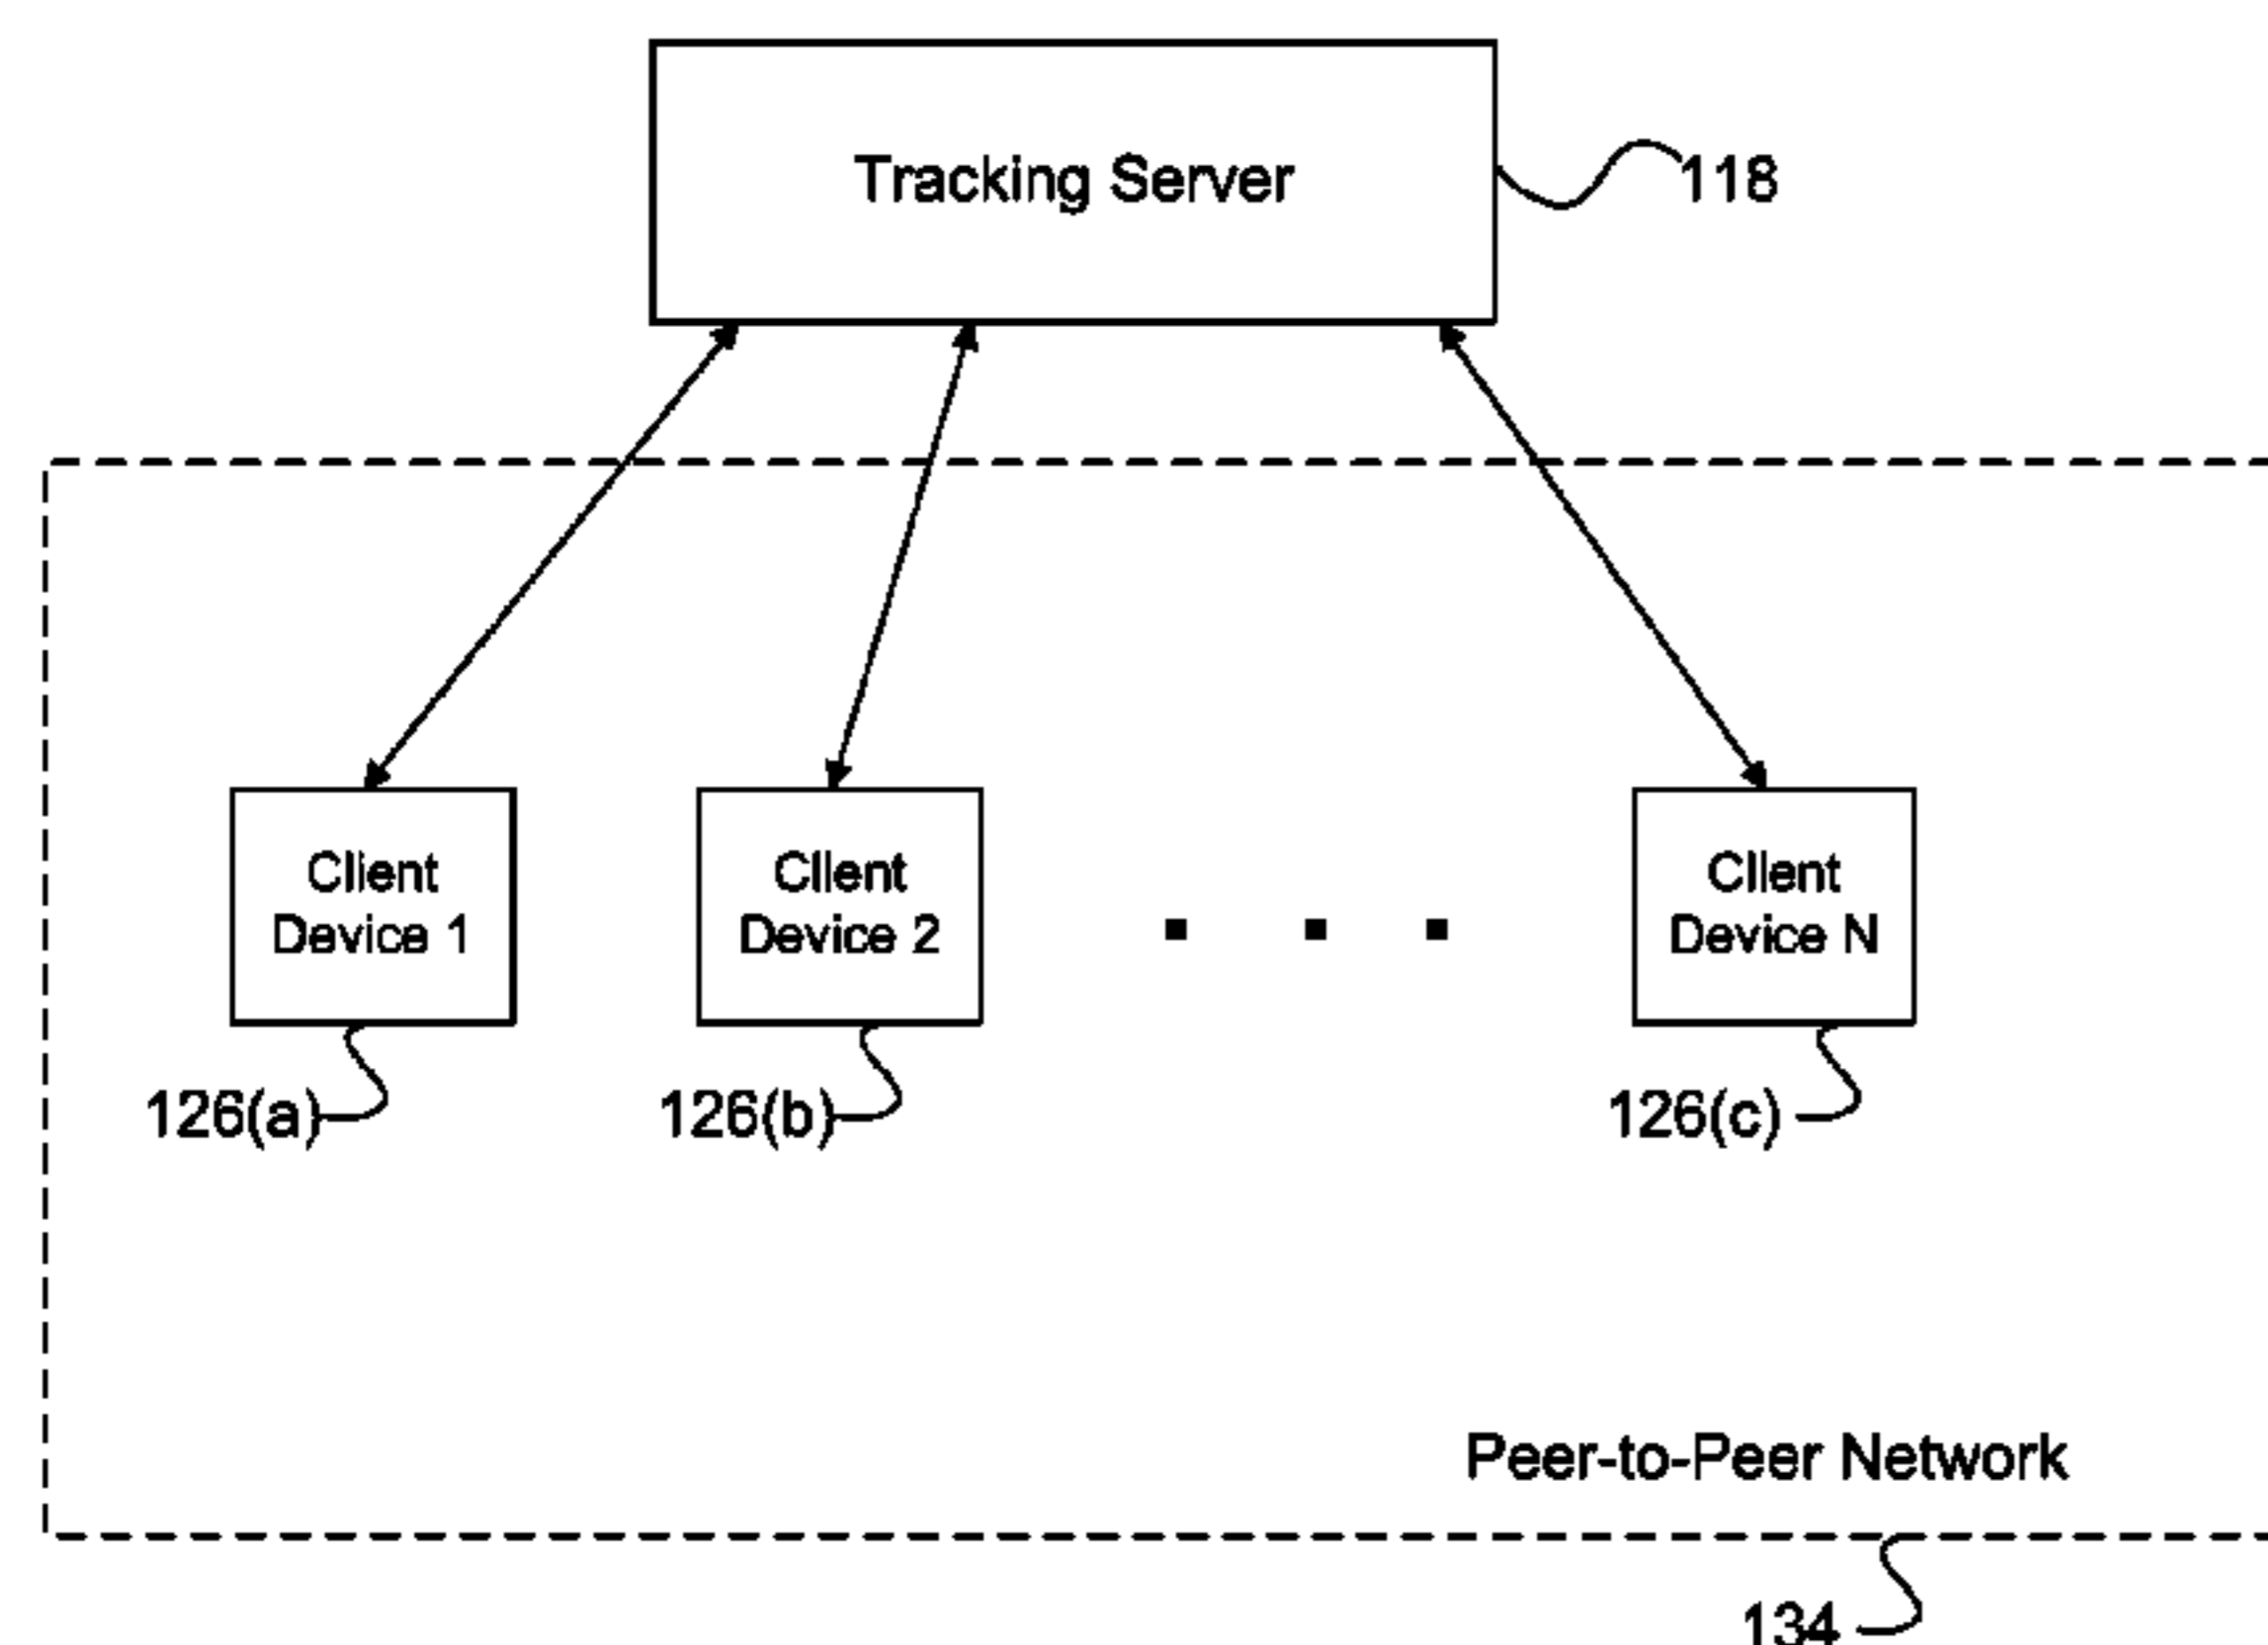 Tracking Server
118
Client
Device 1
Client
Device 2
Client
Device N
126(a)
126(b)
126(c)
Peer-to-Peer Network
134